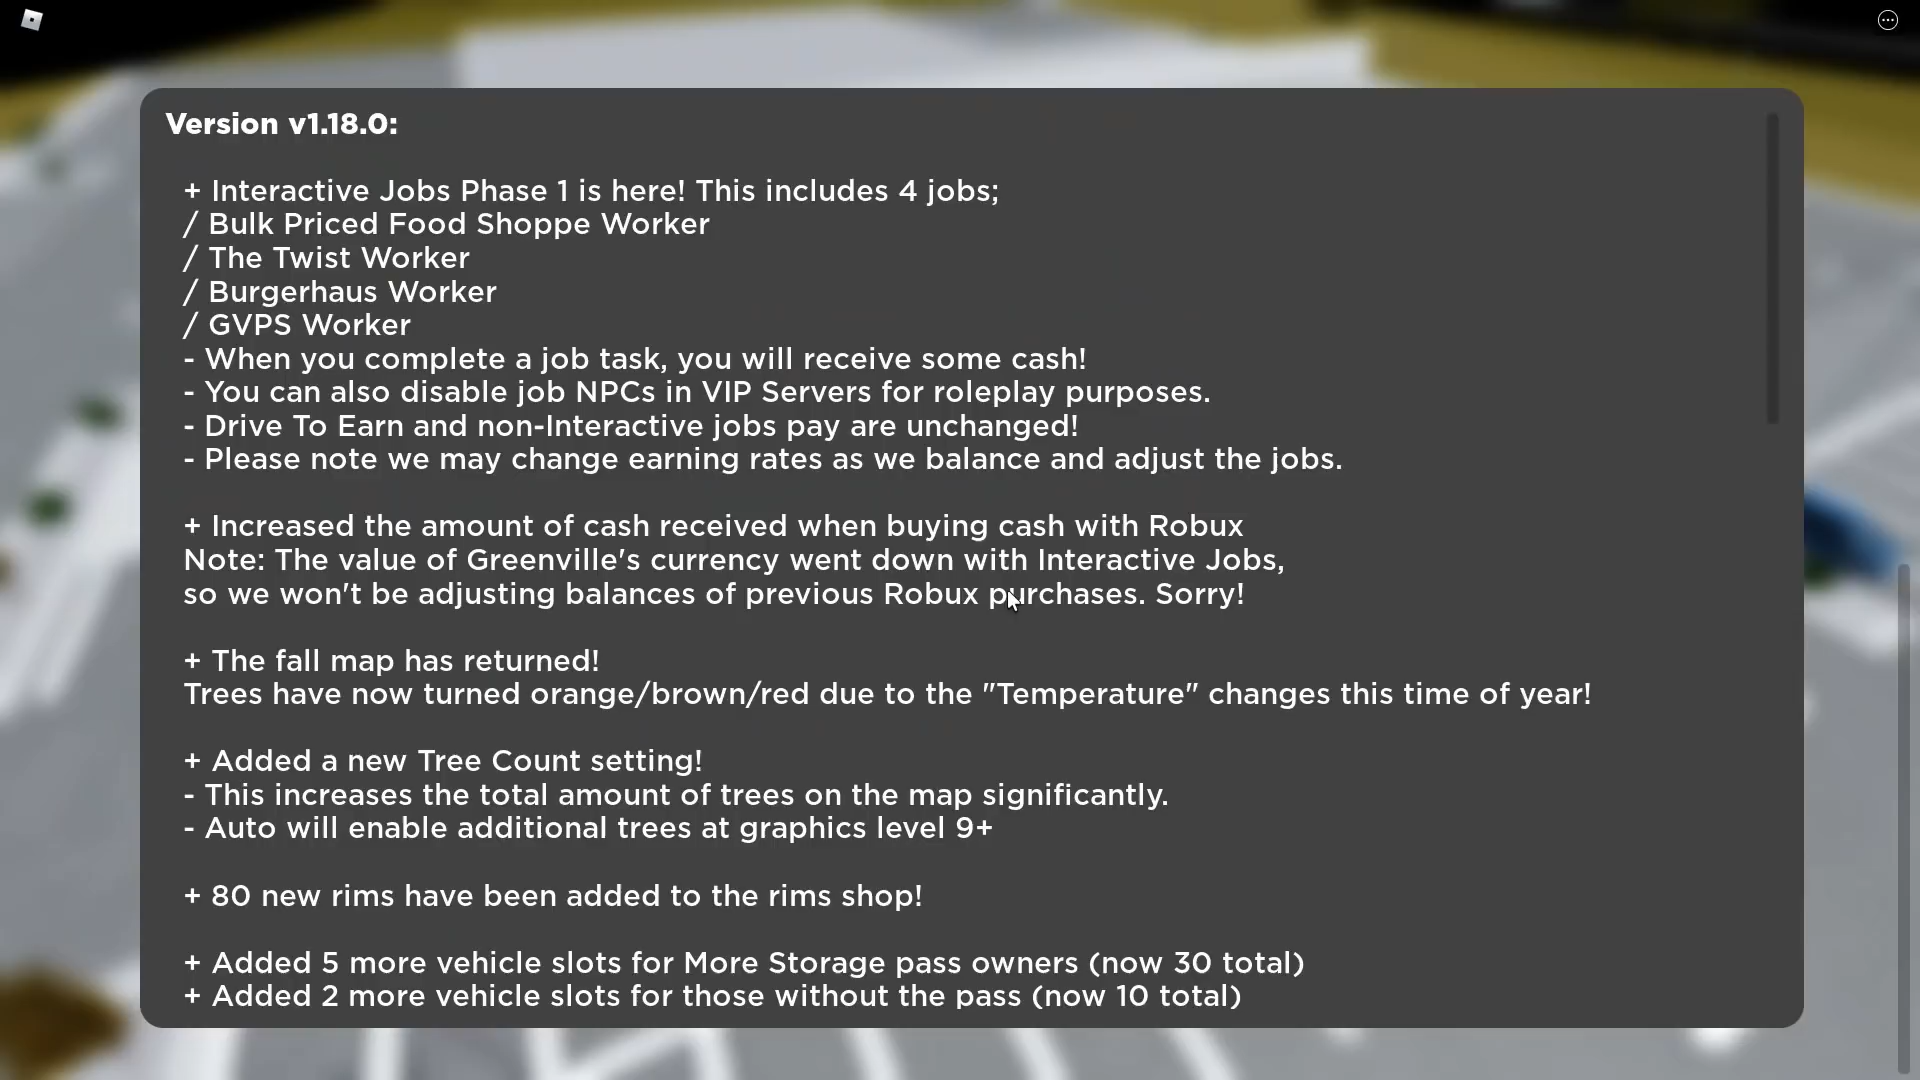 Version v1.18.0:
+ Interactive Jobs Phase 1 is here! This includes 4 jobs;
/ Bulk Priced Food Shoppe Worker
/ The Twist Worker
/ Burgerhaus Worker
/ GVPS Worker
- When you complete a job task, you will receive some cash!
- You can also disable job NPCs in VIP Servers for roleplay purposes.
- Drive To Earn and non-Interactive jobs pay are unchanged!
- Please note we may change earning rates as we balance and adjust the jobs.
+ Increased the amount of cash received when buying cash with Robux
Note: The value of Greenville's currency went down with Interactive Jobs,
so we won't be adjusting balances of previous Robux purchases. Sorry!
+ The fall map has returned!
Trees have now turned orange/brown/red due to the "Temperature" changes this time of year!
+ Added a new Tree Count setting!
- This increases the total amount of trees on the map significantly.
- Auto will enable additional trees at graphics level 9+
+ 80 new rims have been added to the rims shop!
+ Added 5 more vehicle slots for More Storage pass owners (now 30 total)
+ Added 2 more vehicle slots for those without the pass (now 10 total)